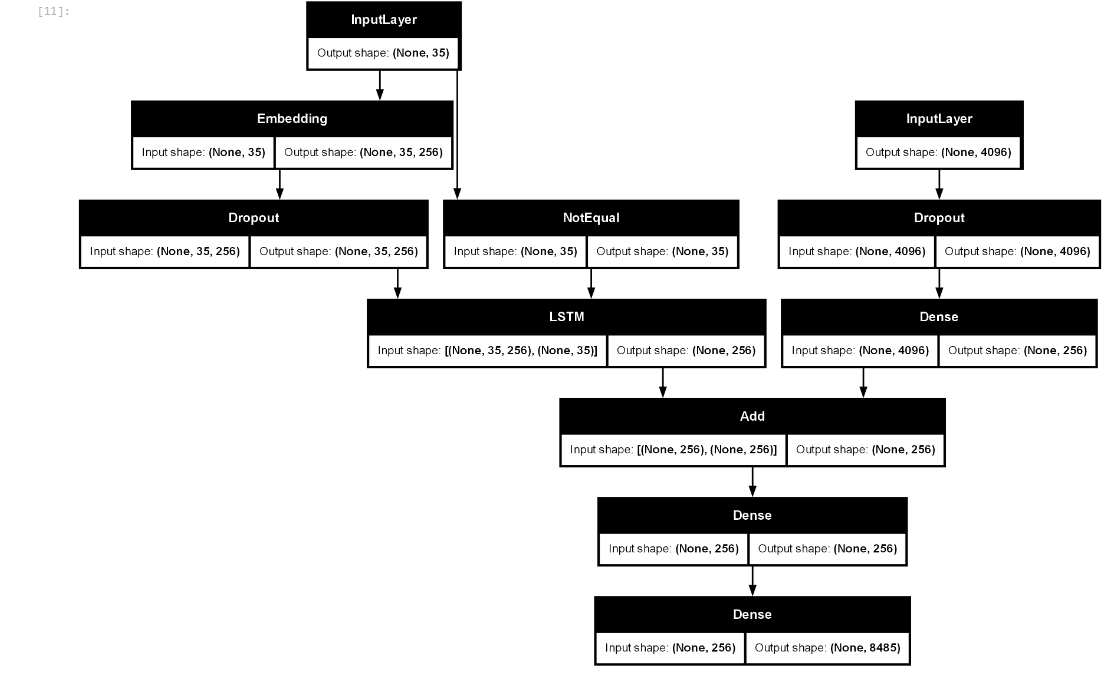 [11]:
InputLayer
Output shape: (None, 35)
Embedding
Input shape: (None, 35) Output shape: (None, 35, 256)
InputLayer
Output shape: (None, 4096)
Dropout
Input shape: (None, 35, 256) Output shape: (None, 35, 256)
NotEqual
Input shape: (None, 35) Output shape: (None, 35)
Dropout
Input shape: (None, 4096) Output shape: (None, 4096)
LSTM
Input shape: [(None, 35, 256), (None, 35)] Output shape: (None, 256)
Dense
Input shape: (None, 4096) Output shape: (None, 256)
Add
Input shape: [(None, 256), (None, 256)] Output shape: (None, 256)
Dense
Input shape: (None, 256) Output shape: (None, 256)
Dense
Input shape: (None, 256) Output shape: (None, 8485)